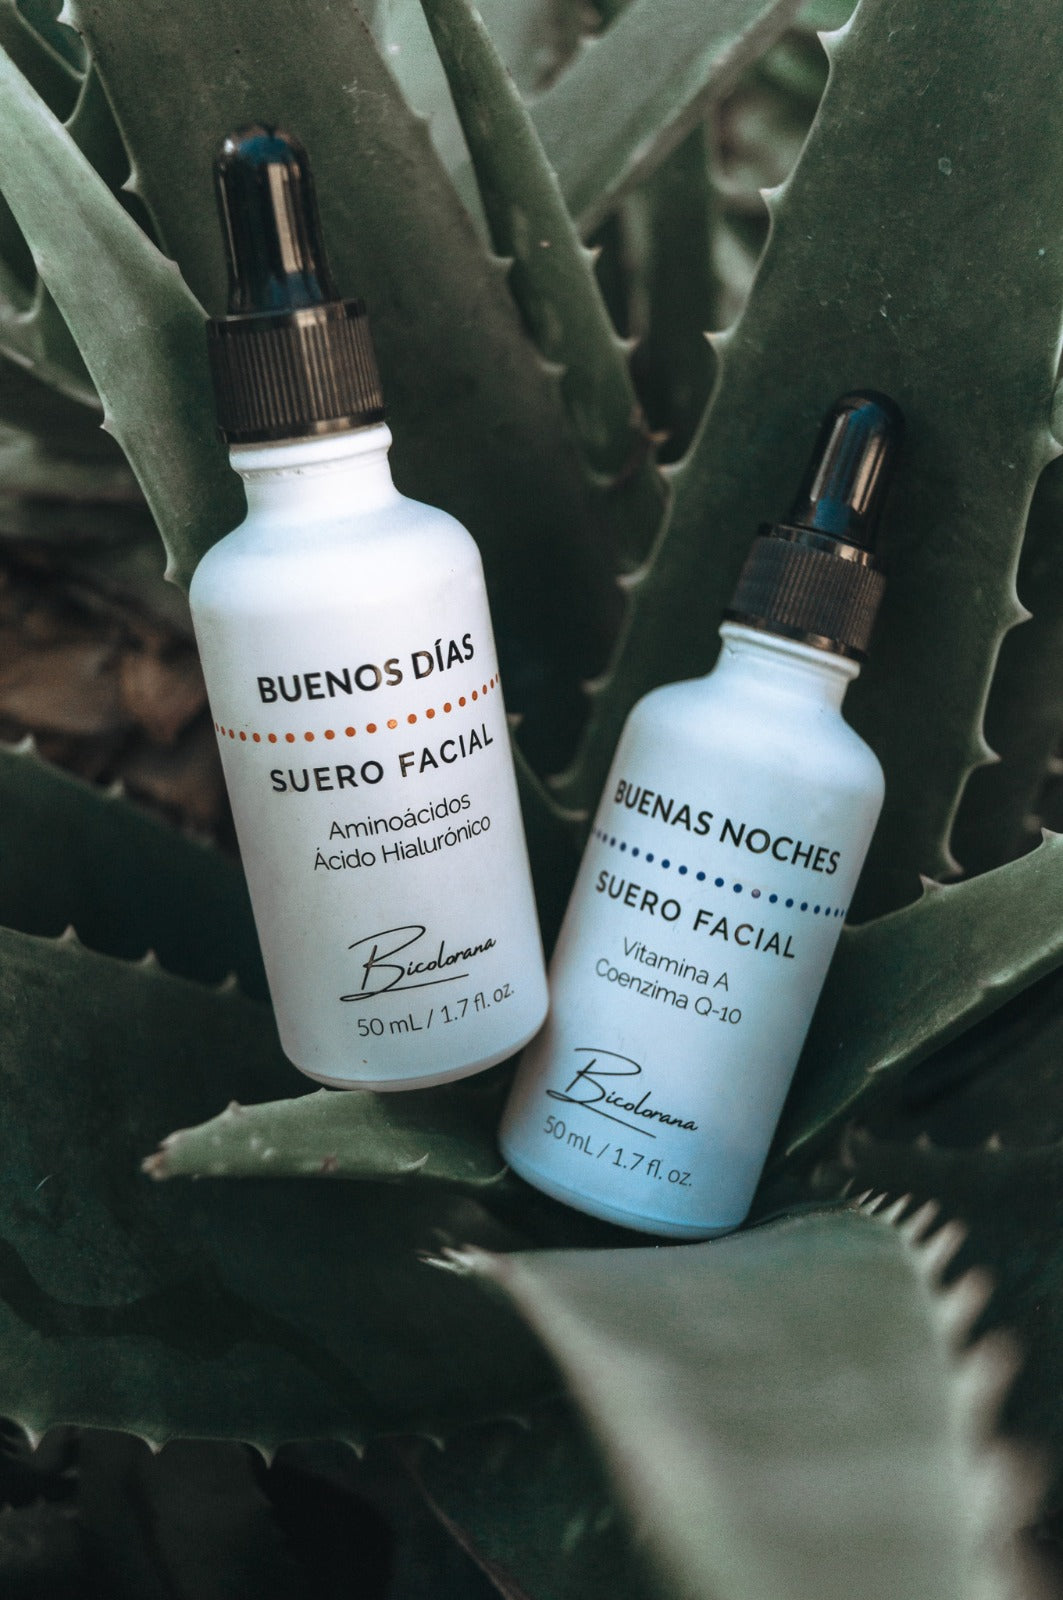 BUENOS DÍAS
SUERO FACIAL
Aminoácidos
Ácido Hialurónico
Bicolorana
50 mL / 1.7 fl. oz.
BUENAS NOCHES
SUERO FACIAL
Vitamina A
Coenzima Q-10
Bicolorana
50 mL / 1.7 fl. oz.